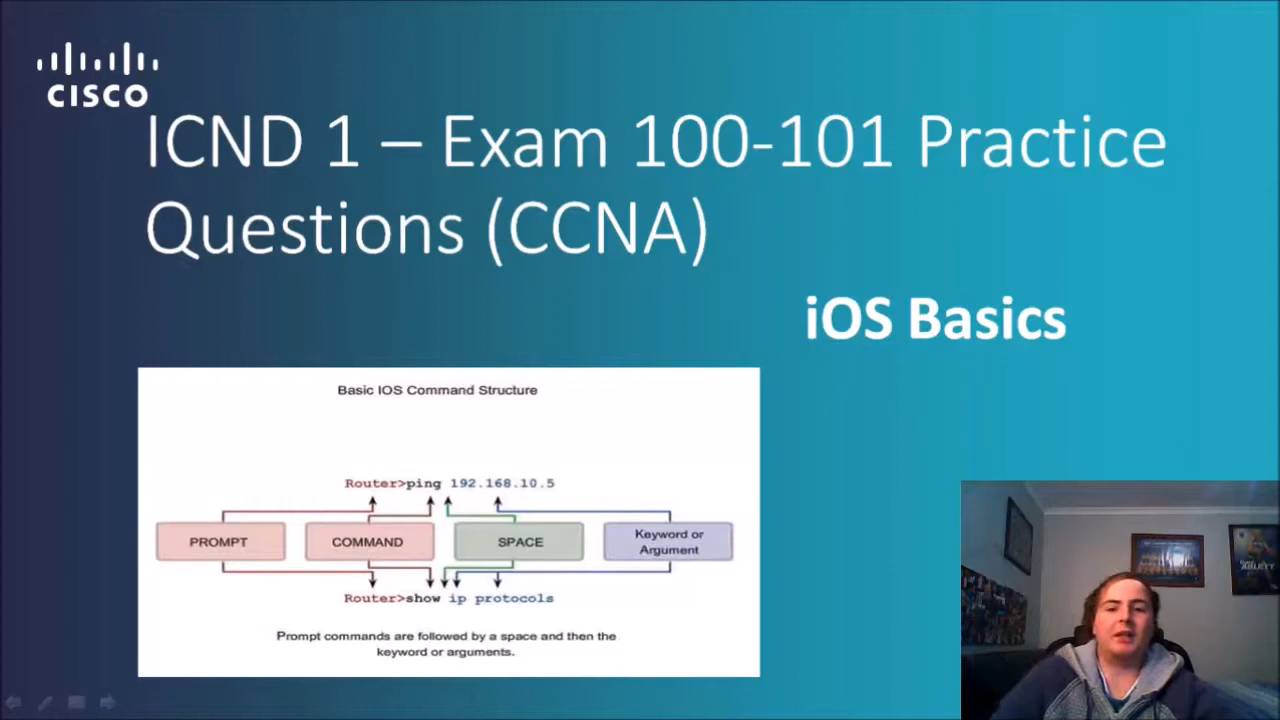 CISCO
ICND 1 – Exam 100-101 Practice
Questions (CCNA)
iOS Basics
Basic IOS Command Structure
Router>ping 192.168.10.5
PROMPT
COMMAND
SPACE
Keyword or
Argument
Router>show ip protocols
Prompt commands are followed by a space and then the
keyword or arguments.